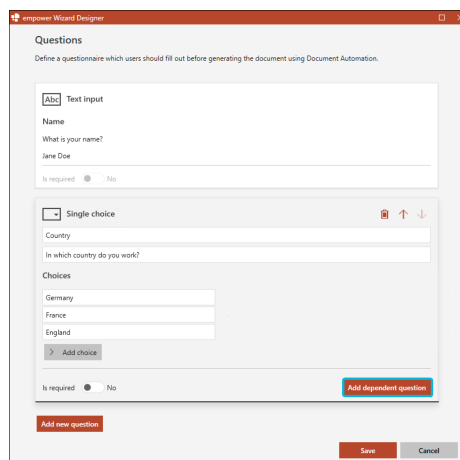 empower Wizard Designer
Questions
Define a questionnaire which users should fill out before generating the document using Document Automation.
Abc Text input
Name
What is your name?
Jane Doe
Is required No
Single choice
Country
In which country do you work?
Choices
Germany
France
England
Add choice
Is required No
Add dependent question
Add new question
Save Cancel